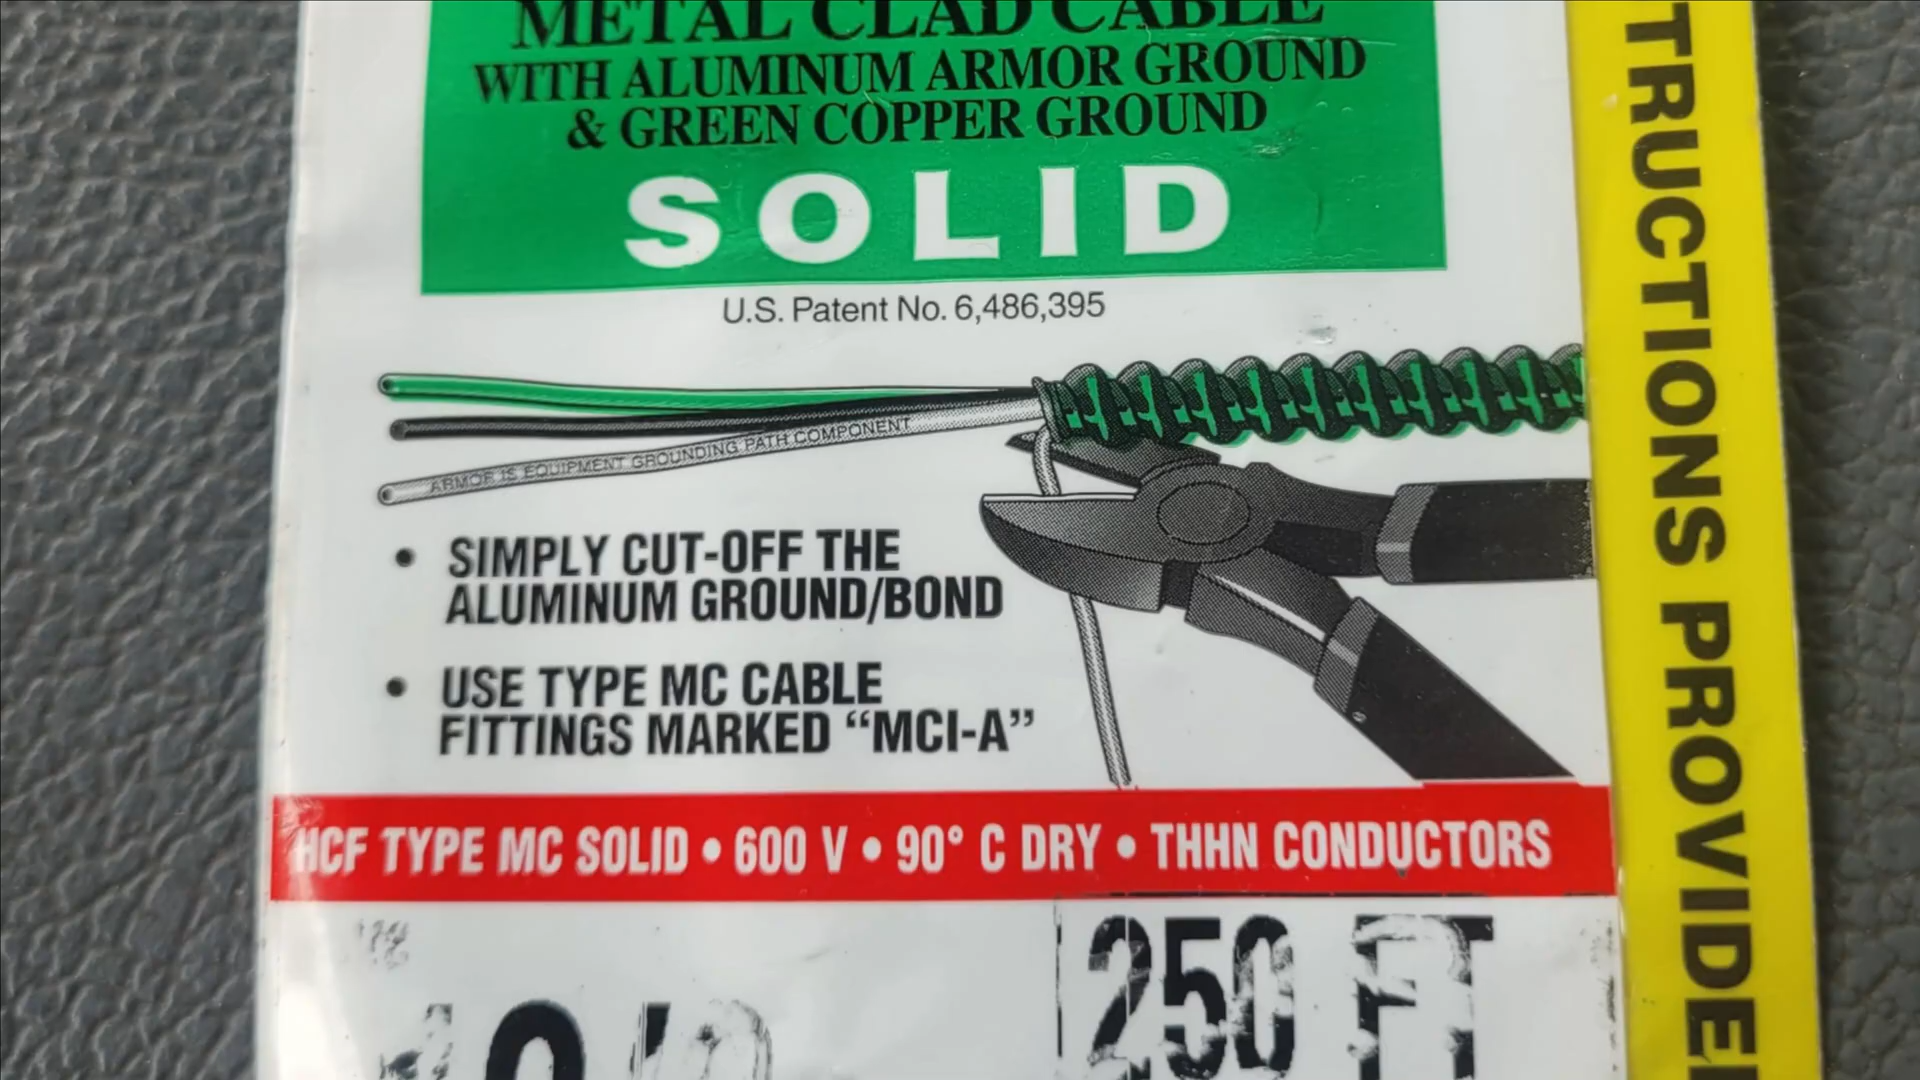 METAL CLAD CABLE
WITH ALUMINUM ARMOR GROUND
& GREEN COPPER GROUND
SOLID
U.S. Patent No. 6,486,395
ARMOR IS EQUIPMENT GROUNDING PATH COMPONENT
• SIMPLY CUT-OFF THE
ALUMINUM GROUND/BOND
• USE TYPE MC CABLE
FITTINGS MARKED “MCI-A”
HCF TYPE MC SOLID • 600 V • 90° C DRY • THHN CONDUCTORS
250 FT
TRUCTIONS PROVIDE